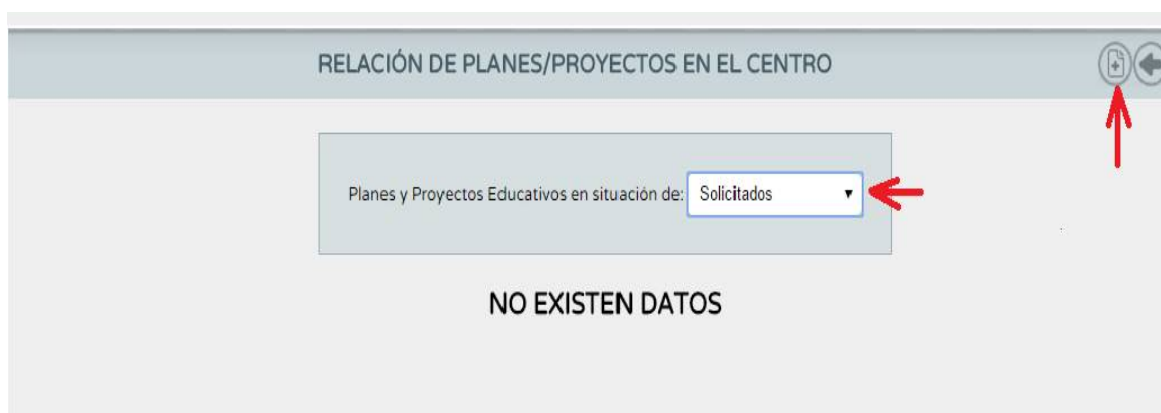 RELACIÓN DE PLANES/PROYECTOS EN EL CENTRO
Planes y Proyectos Educativos en situación de: Solicitados
NO EXISTEN DATOS